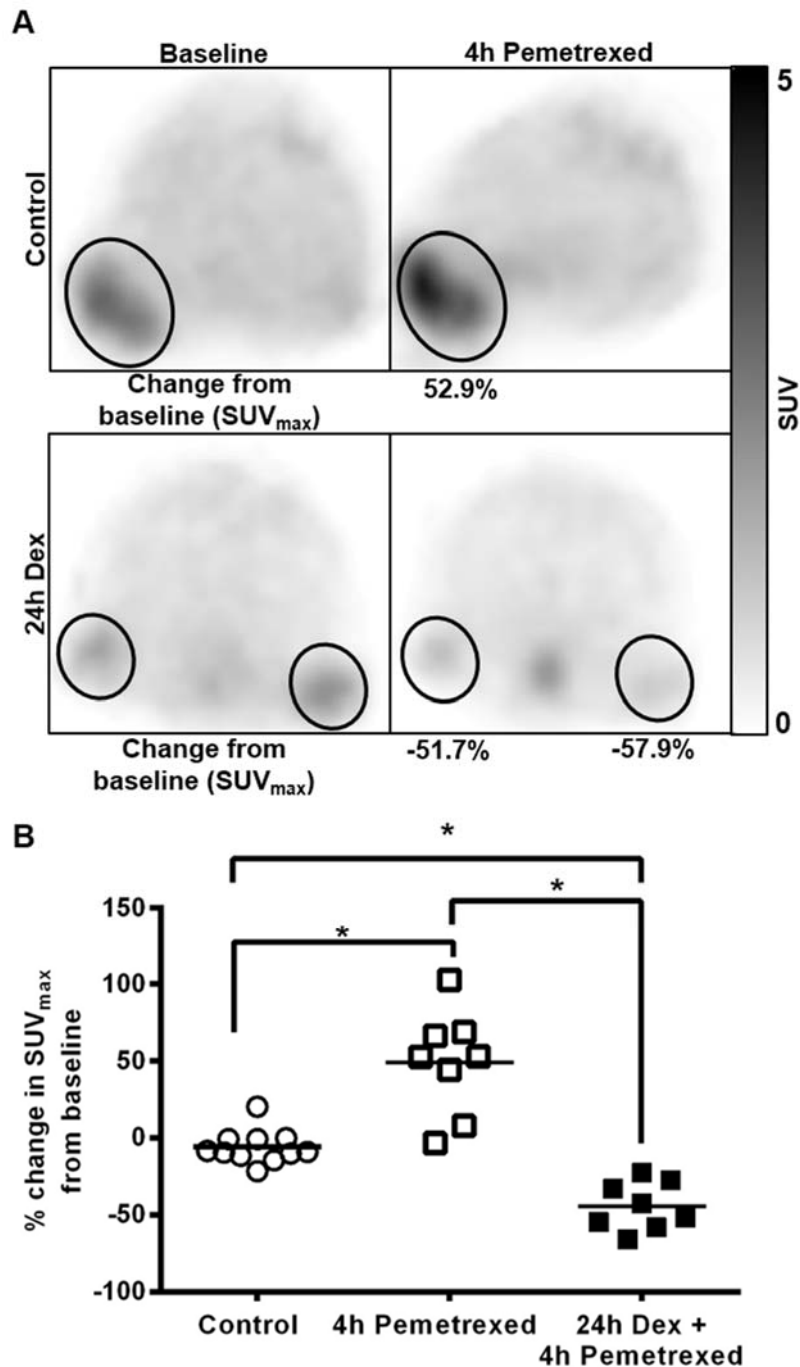 A
Baseline
4h Pemetrexed
5
Control
Change from
baseline (SUVmax)
52.9%
SUV
24h Dex
0
Change from
baseline (SUVmax)
-51.7%
-57.9%
B
*
*
*
150
100
50
0
-50
-100
% change in SUVmax
from baseline
Control
4h Pemetrexed
24h Dex +
4h Pemetrexed